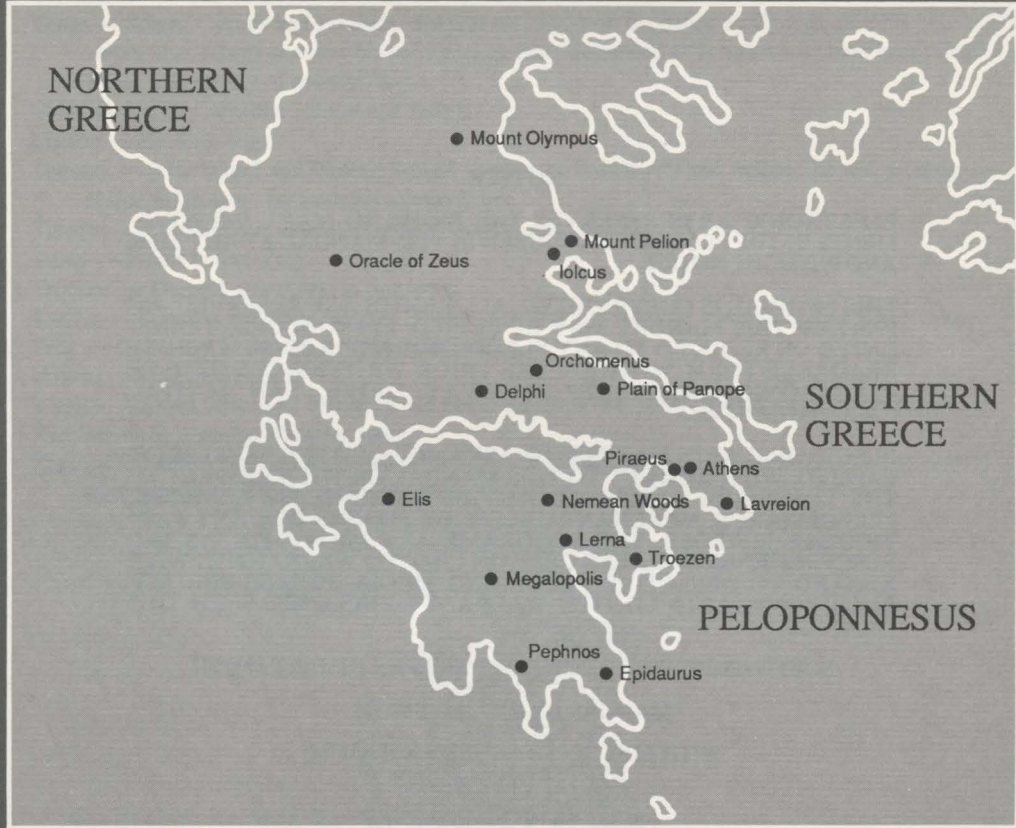 NORTHERN
GREECE
Mount Olympus
Mount Pelion
Oracle of Zeus
Iolcus
Orchomenus
Delphi
Plain of Panope
SOUTHERN
GREECE
Piraeus
Athens
Elis
Nemean Woods
Lavreion
Lerna
Troezen
Megalopolis
PELOPONNESUS
Pephnos
Epidaurus